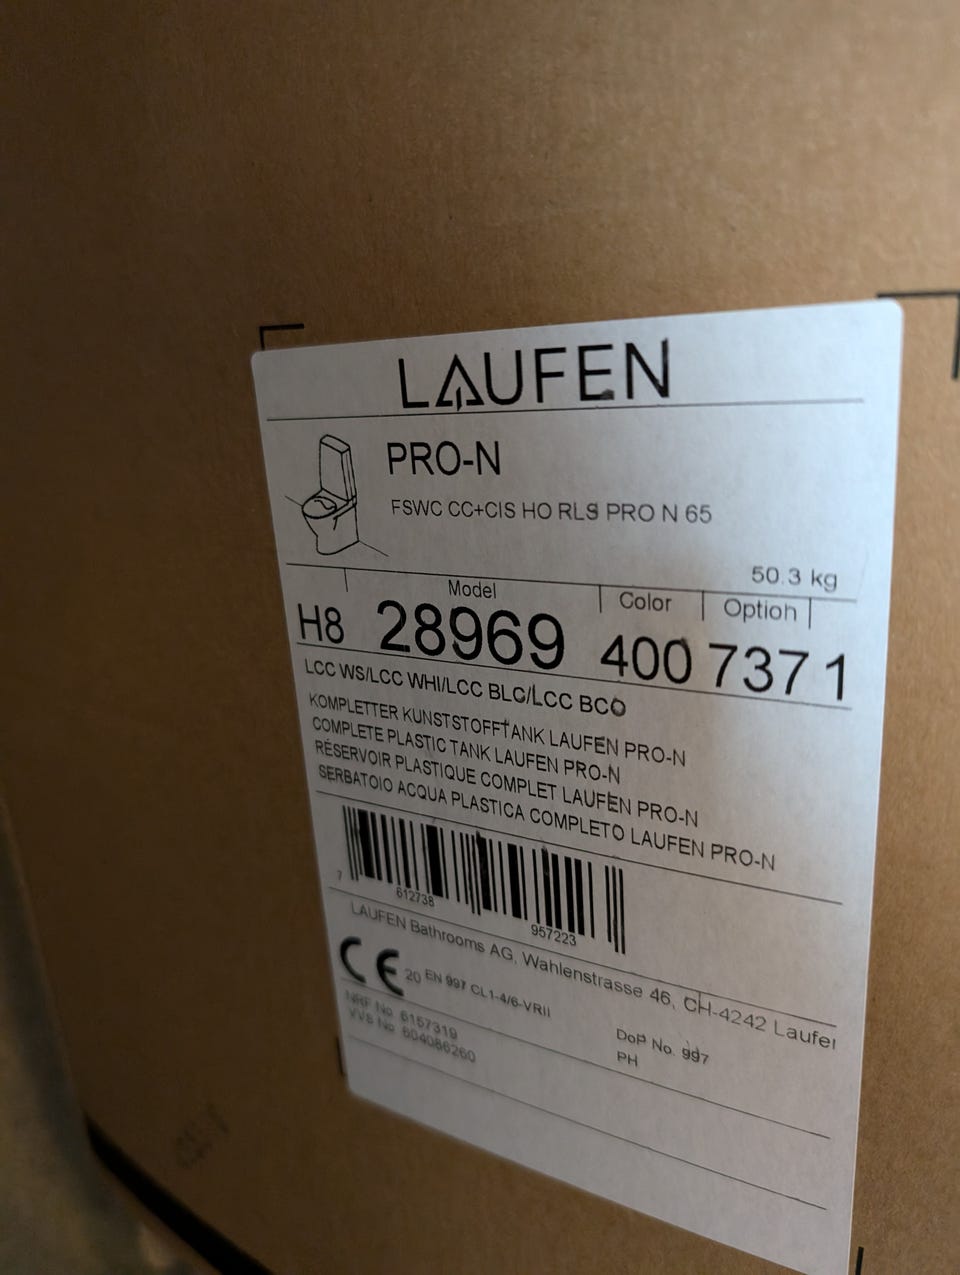 LAUFEN
PRO-N
FSWC CC+CIS HO RLS PRO N 65
50.3 kg
Model Color Option
H8 28969 400 737 1
LCC WS/LCC WHI/LCC BLC/LCC BCO
KOMPLETTER KUNSTSTOFFTANK LAUFEN PRO-N
COMPLETE PLASTIC TANK LAUFEN PRO-N
RÉSERVOIR PLASTIQUE COMPLET LAUFEN PRO-N
SERBATOIO ACQUA PLASTICA COMPLETO LAUFEN PRO-N
7 612738 957223
LAUFEN Bathrooms AG, Wahlenstrasse 46, CH-4242 Laufen
CE 20 EN 997 CL1-4/6-VRII
DoP No. 997
NRF No 6157319
PH
VVS No 604086260